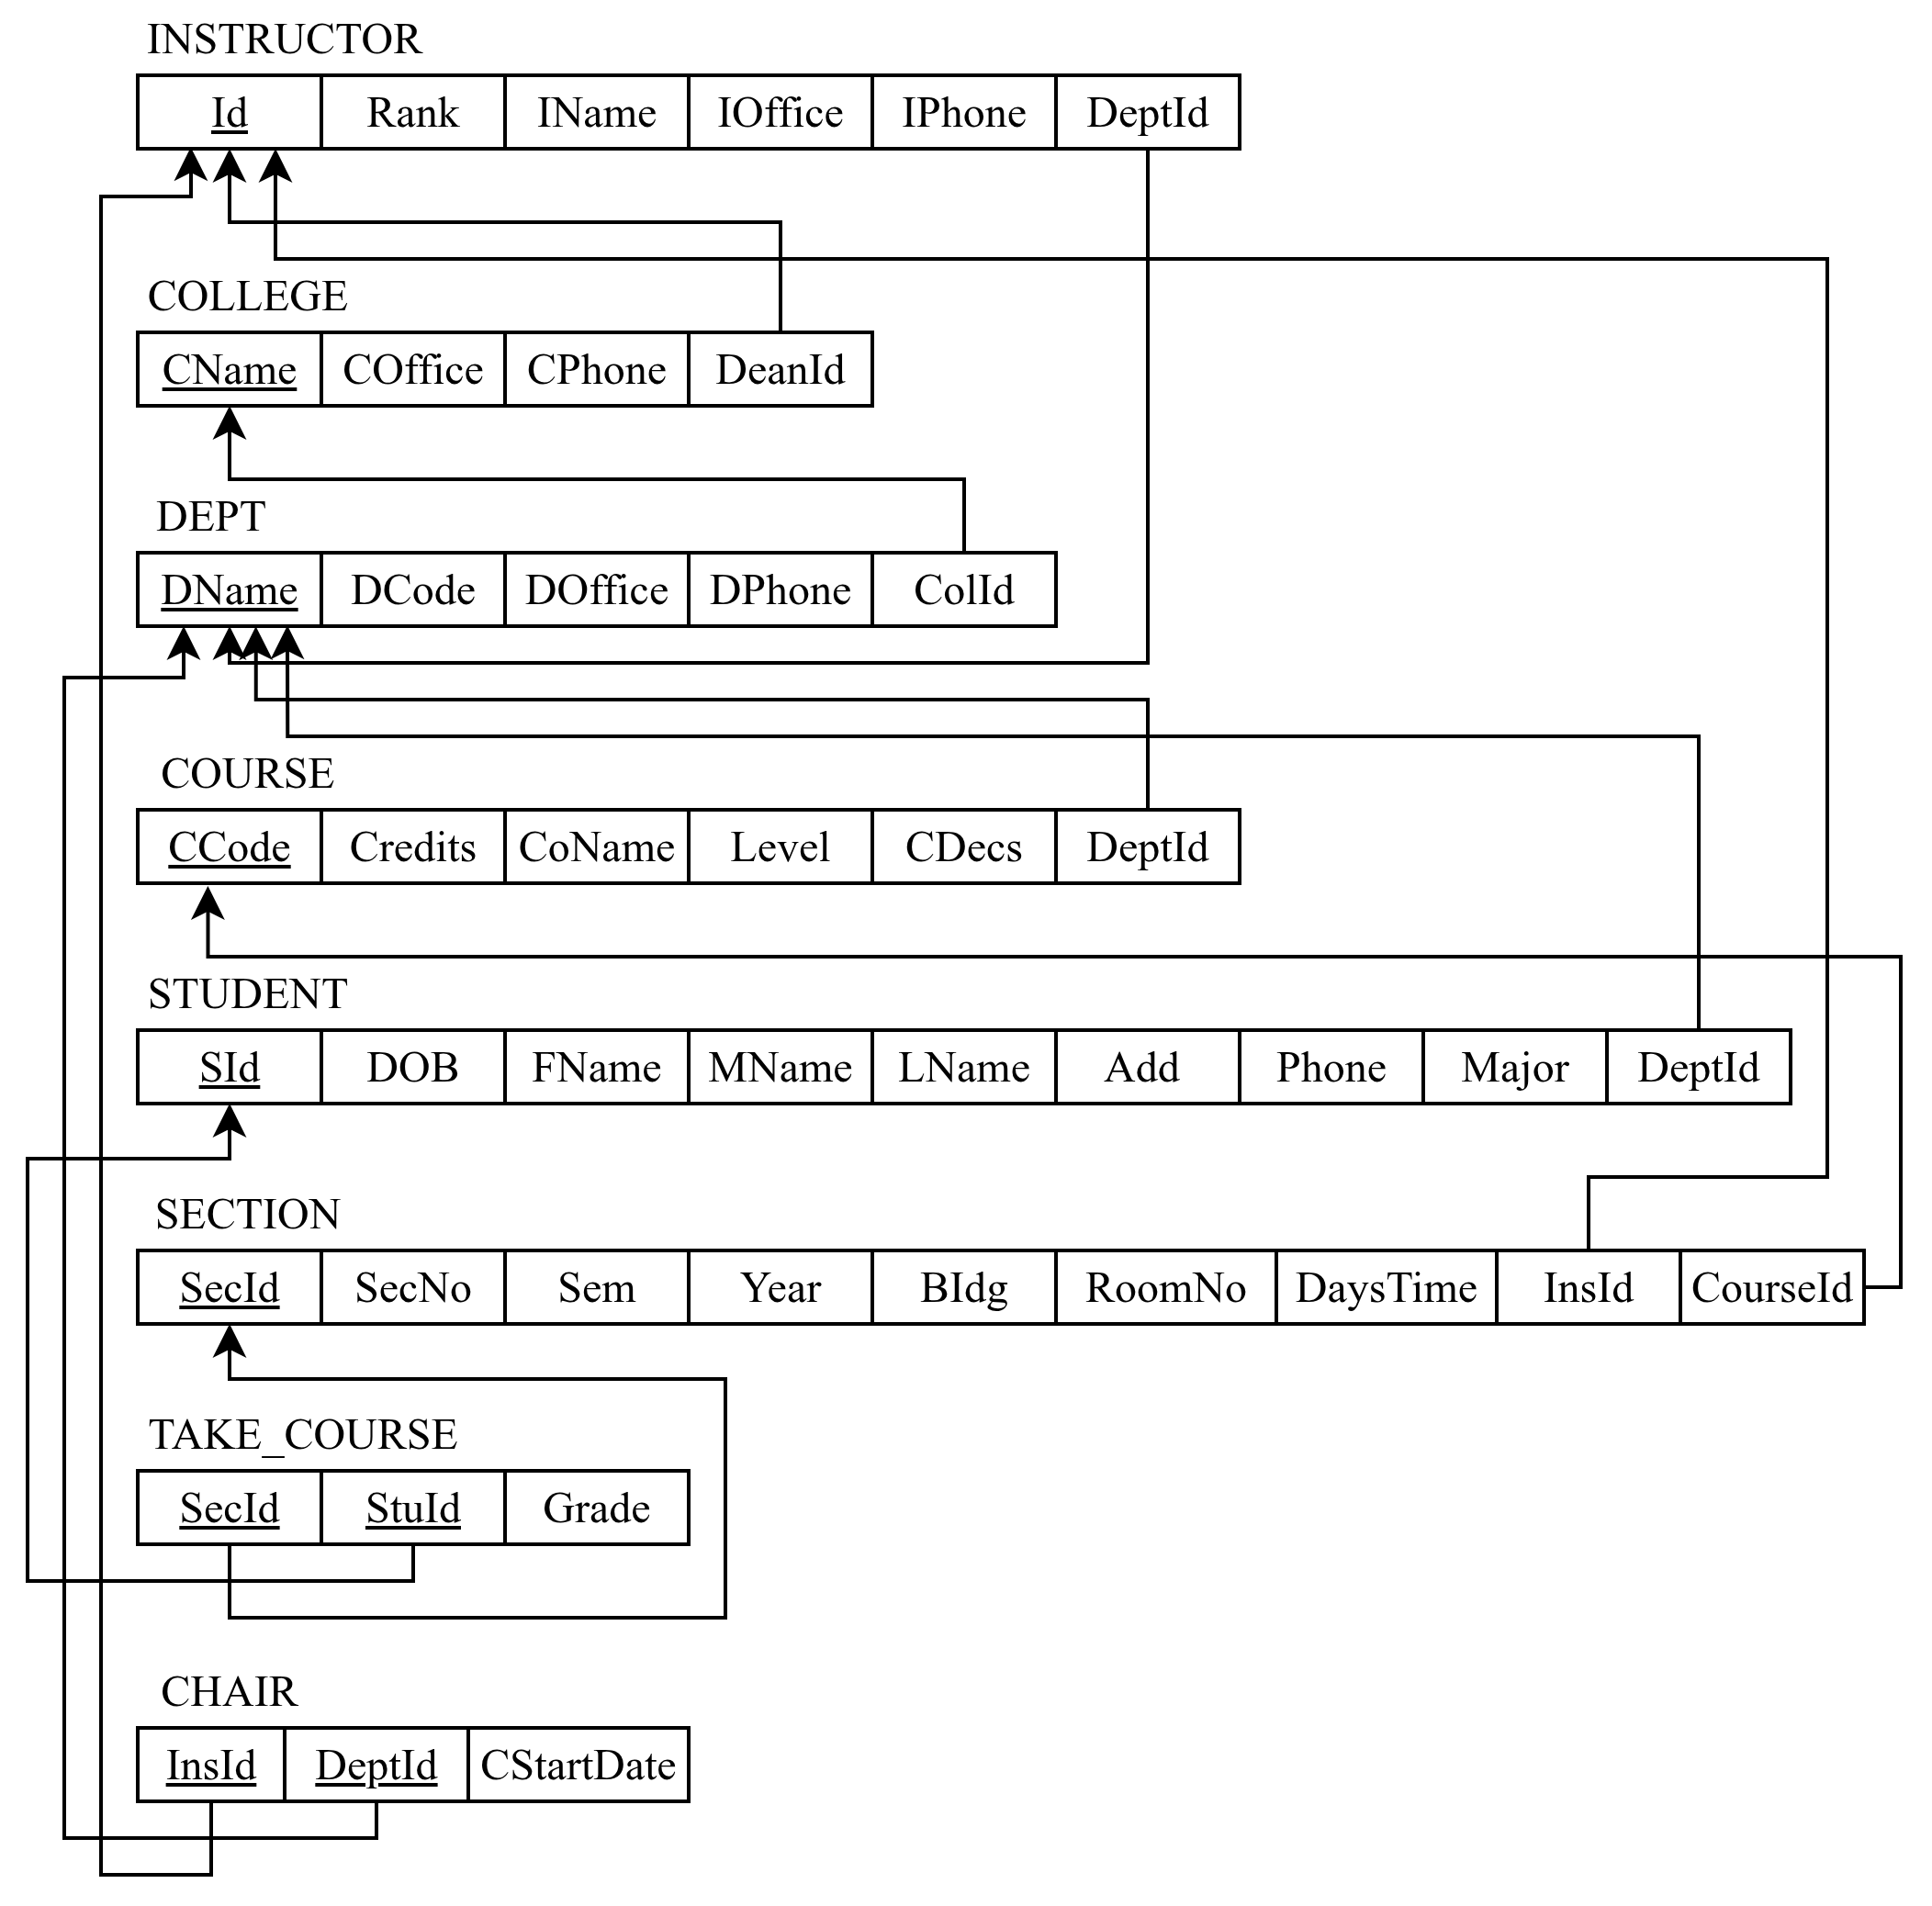 INSTRUCTOR
Id Rank IName IOffice IPhone DeptId
COLLEGE
CName COffice CPhone DeanId
DEPT
DName DCode DOffice DPhone ColId
COURSE
CCode Credits CoName Level CDecs DeptId
STUDENT
SId DOB FName MName LName Add Phone Major DeptId
SECTION
SecId SecNo Sem Year BIdg RoomNo DaysTime InsId CourseId
TAKE_COURSE
SecId StuId Grade
CHAIR
InsId DeptId CStartDate